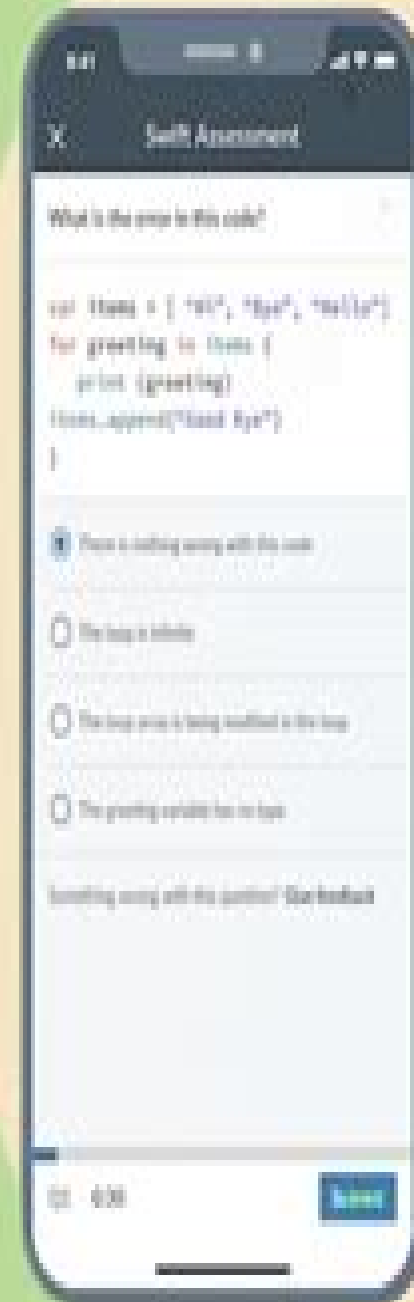 9:41
X Swift Assessment
What is the error in this code?
var items = [ "Hi", "Bye", "Hello"]
for greeting in items {
print (greeting)
items.append("Good Bye")
}
There is nothing wrong with this code
The loop is infinite
The loop array is being modified in the loop
The greeting variable has no type
Something wrong with this question? Give feedback